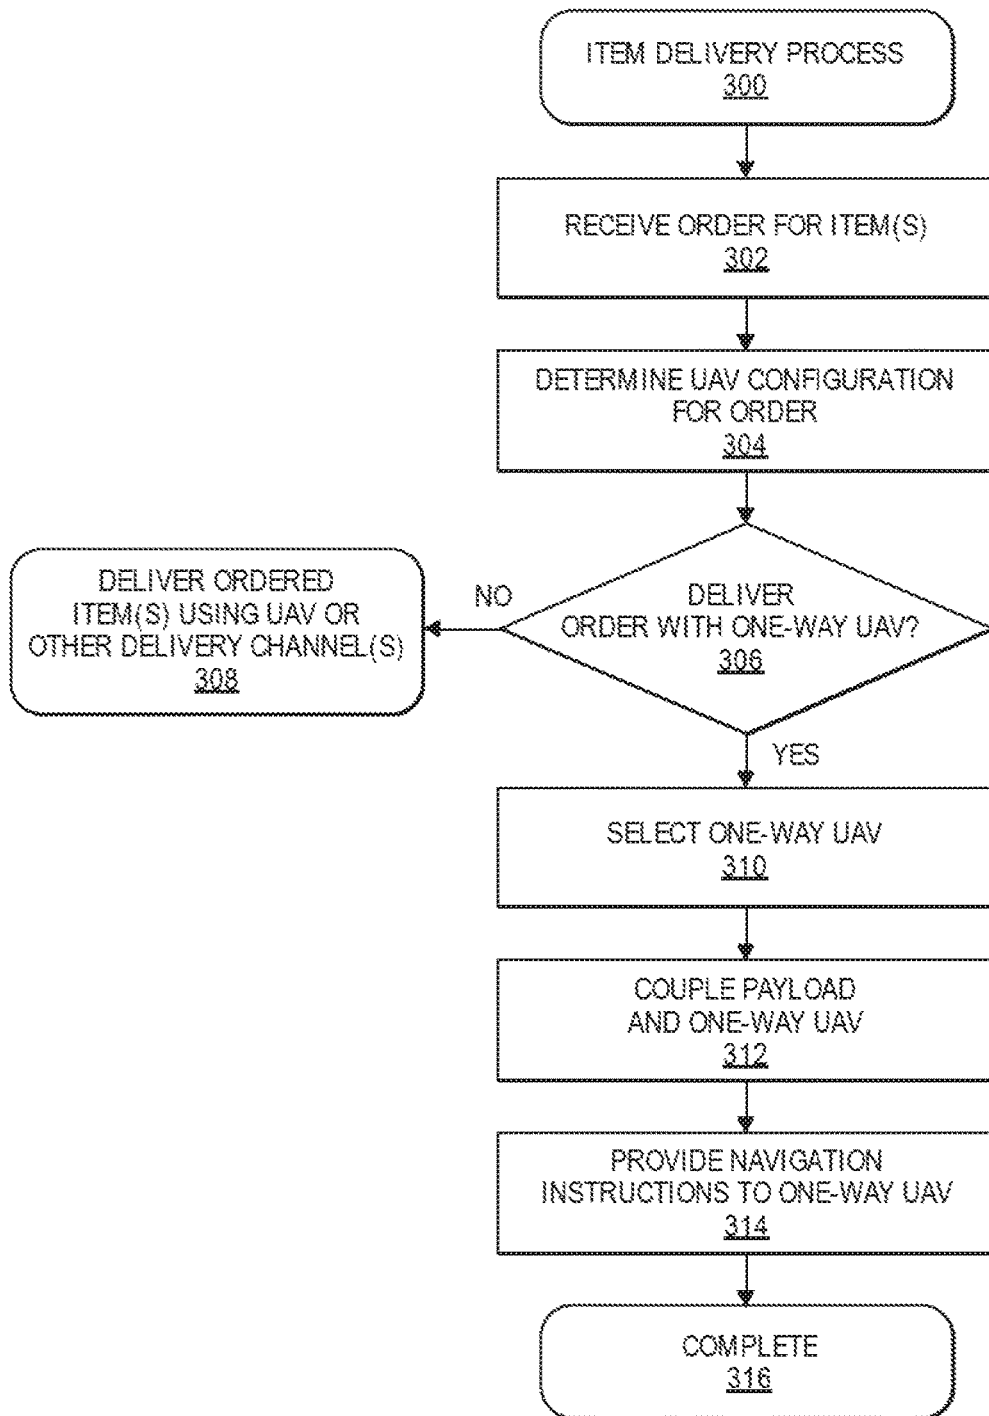 ITEM DELIVERY PROCESS
300
RECEIVE ORDER FOR ITEM(S)
302
DETERMINE UAV CONFIGURATION
FOR ORDER
304
DELIVER
ORDER WITH ONE-WAY UAV?
306
NO
DELIVER ORDERED
ITEM(S) USING UAV OR
OTHER DELIVERY CHANNEL(S)
308
YES
SELECT ONE-WAY UAV
310
COUPLE PAYLOAD
AND ONE-WAY UAV
312
PROVIDE NAVIGATION
INSTRUCTIONS TO ONE-WAY UAV
314
COMPLETE
316